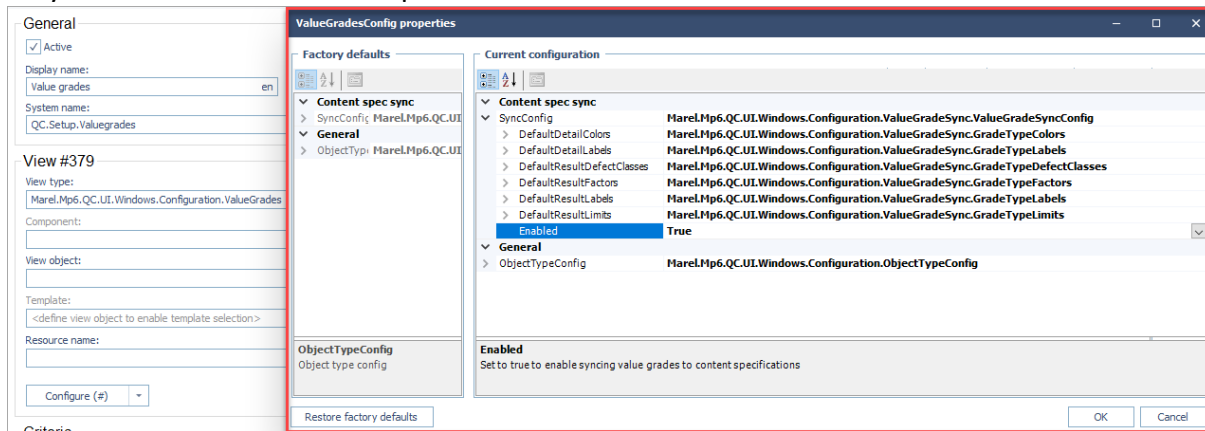 General
Active
Display name:
Value grades en
System name:
QC.Setup.Valuegrades
View #379
View type:
Marel.Mp6.QC.UI.Windows.Configuration.ValueGrades
Component:
View object:
Template:
<define view object to enable template selection>
Resource name:
Configure (#)
ValueGradesConfig properties
Factory defaults
Content spec sync
SyncConfig Marel.Mp6.QC.UI
General
ObjectType Marel.Mp6.QC.UI
ObjectTypeConfig
Object type config
Restore factory defaults
Current configuration
Content spec sync
SyncConfig Marel.Mp6.QC.UI.Windows.Configuration.ValueGradeSync.ValueGradeSyncConfig
DefaultDetailColors Marel.Mp6.QC.UI.Windows.Configuration.ValueGradeSync.GradeTypeColors
DefaultDetailLabels Marel.Mp6.QC.UI.Windows.Configuration.ValueGradeSync.GradeTypeLabels
DefaultResultDefectClasses Marel.Mp6.QC.UI.Windows.Configuration.ValueGradeSync.GradeTypeDefectClasses
DefaultResultFactors Marel.Mp6.QC.UI.Windows.Configuration.ValueGradeSync.GradeTypeFactors
DefaultResultLabels Marel.Mp6.QC.UI.Windows.Configuration.ValueGradeSync.GradeTypeLabels
DefaultResultLimits Marel.Mp6.QC.UI.Windows.Configuration.ValueGradeSync.GradeTypeLimits
Enabled True
General
ObjectTypeConfig Marel.Mp6.QC.UI.Windows.Configuration.ObjectTypeConfig
Enabled
Set to true to enable syncing value grades to content specifications
OK Cancel